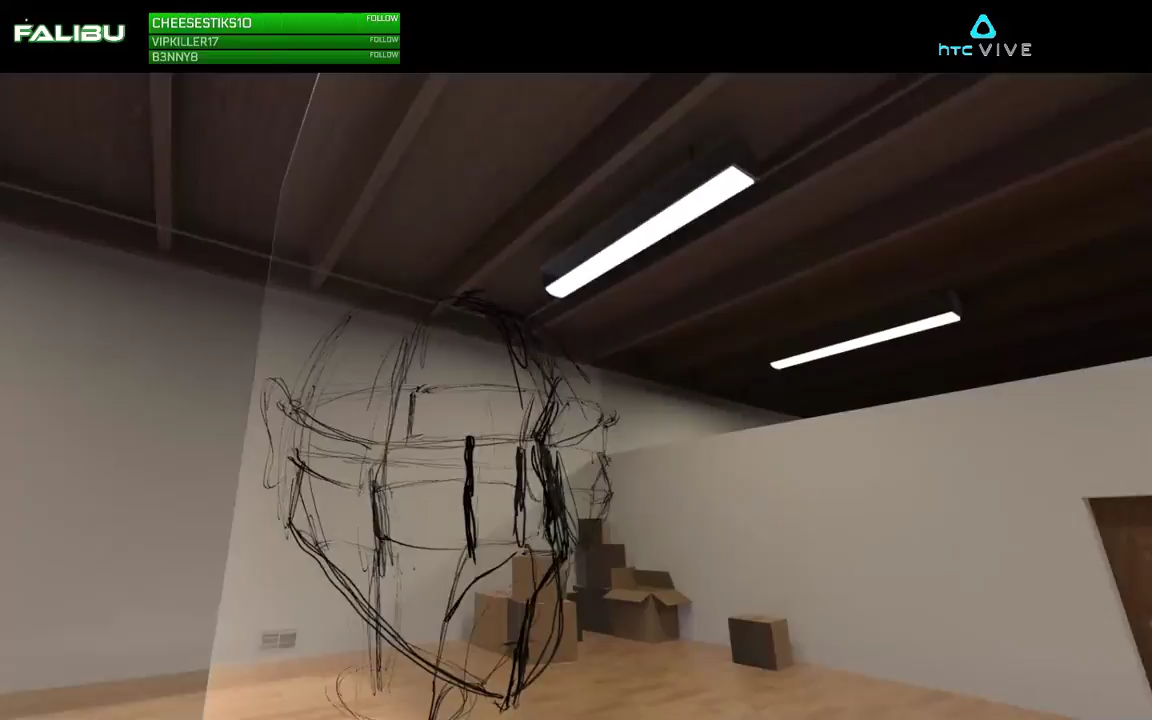 FALIBU
CHEESESTIKS10 FOLLOW
VIPKILLER17 FOLLOW
B3NNY8 FOLLOW
htc VIVE